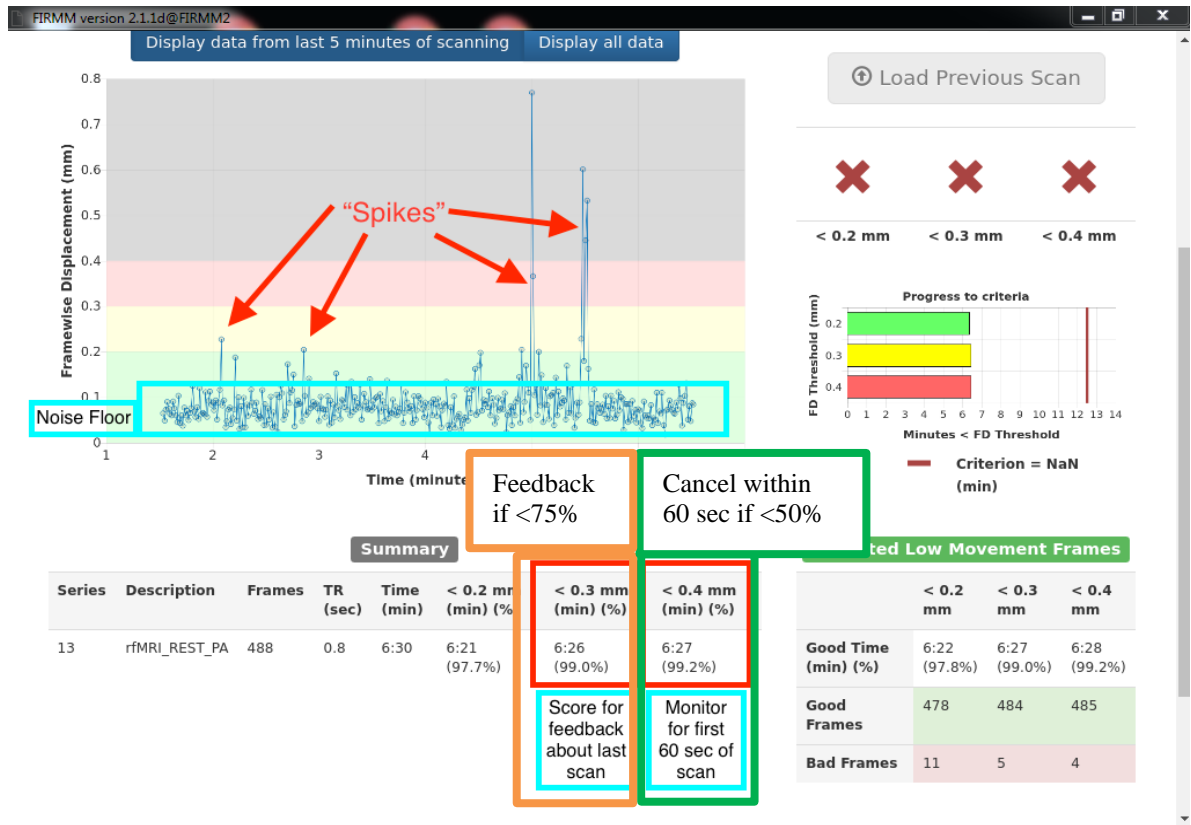 FIRMM version 2.1.1d@FIRMM2
Display data from last 5 minutes of scanning
Display all data
Load Previous Scan
0.8
0.7
0.6
0.5
0.4
0.3
0.2
0.1
0
Framewise Displacement (mm)
"Spikes"
Noise Floor
1 2 3 4
Time (minute
< 0.2 mm < 0.3 mm < 0.4 mm
Progress to criteria
FD Threshold (mm)
0.2
0.3
0.4
0 1 2 3 4 5 6 7 8 9 10 11 12 13 14
Minutes < FD Threshold
Criterion = NaN
(min)
Feedback
if <75%
Cancel within
60 sec if <50%
Summary
Series Description Frames TR (sec) Time (min) < 0.2 mm (min) (%) < 0.3 mm (min) (%) < 0.4 mm (min) (%)
13 rfMRI_REST_PA 488 0.8 6:30 6:21 (97.7%) 6:26 (99.0%) 6:27 (99.2%)
Score for
feedback
about last
scan
Monitor
for first
60 sec of
scan
ted Low Movement Frames
< 0.2 mm < 0.3 mm < 0.4 mm
Good Time (min) (%) 6:22 (97.8%) 6:27 (99.0%) 6:28 (99.2%)
Good Frames 478 484 485
Bad Frames 11 5 4